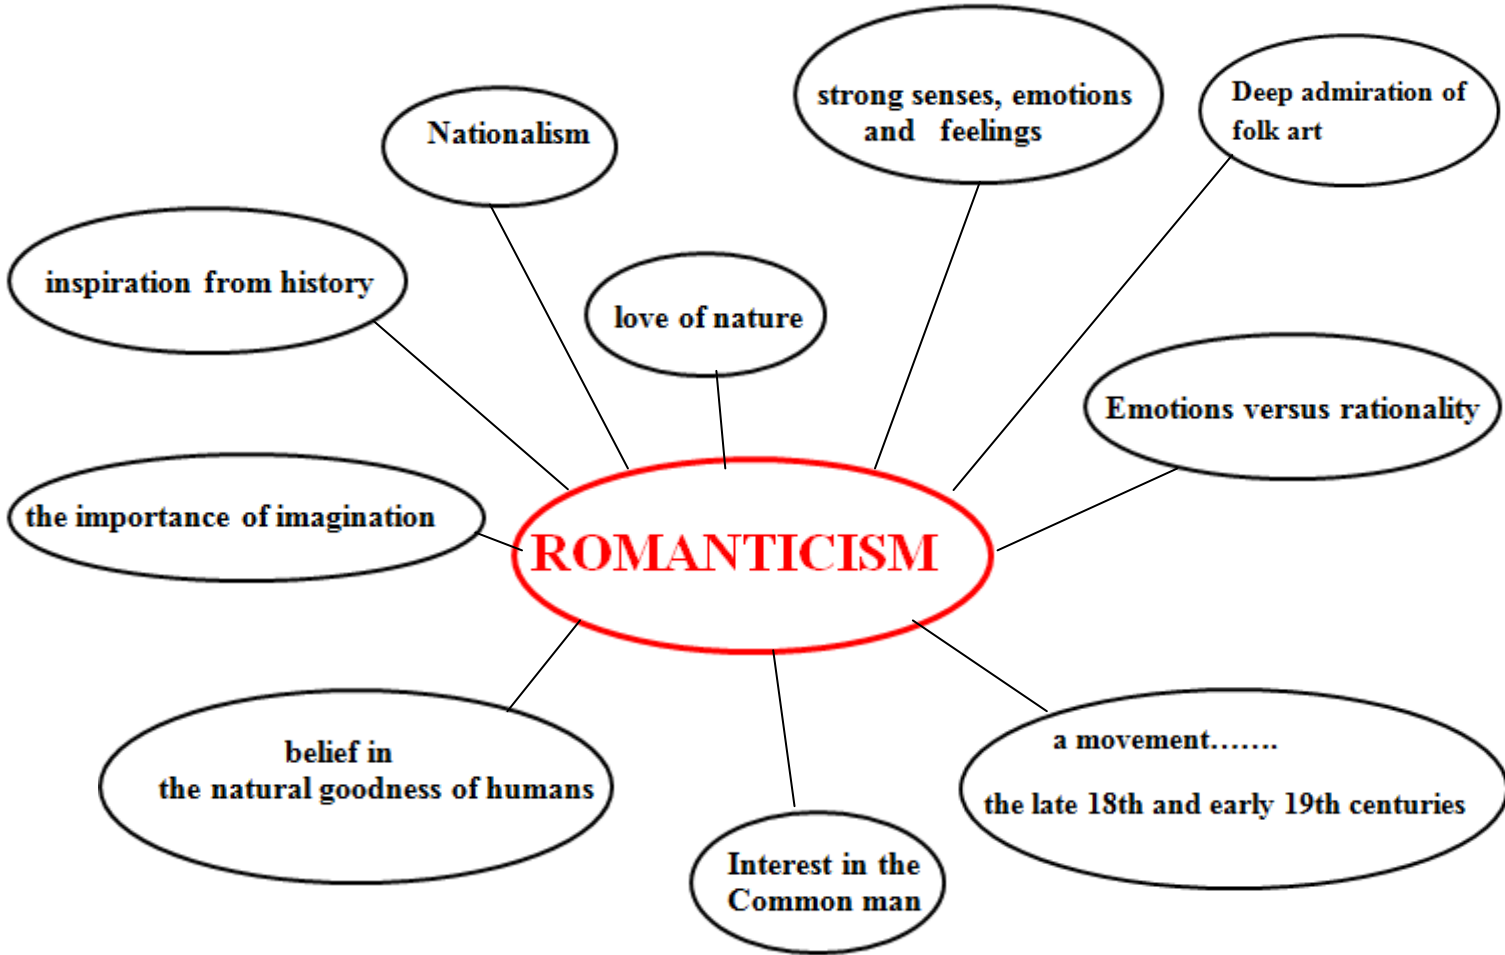 strong senses, emotions
and feelings
Deep admiration of
folk art
Nationalism
inspiration from history
love of nature
Emotions versus rationality
the importance of imagination
ROMANTICISM
belief in
the natural goodness of humans
a movement…….
the late 18th and early 19th centuries
Interest in the
Common man